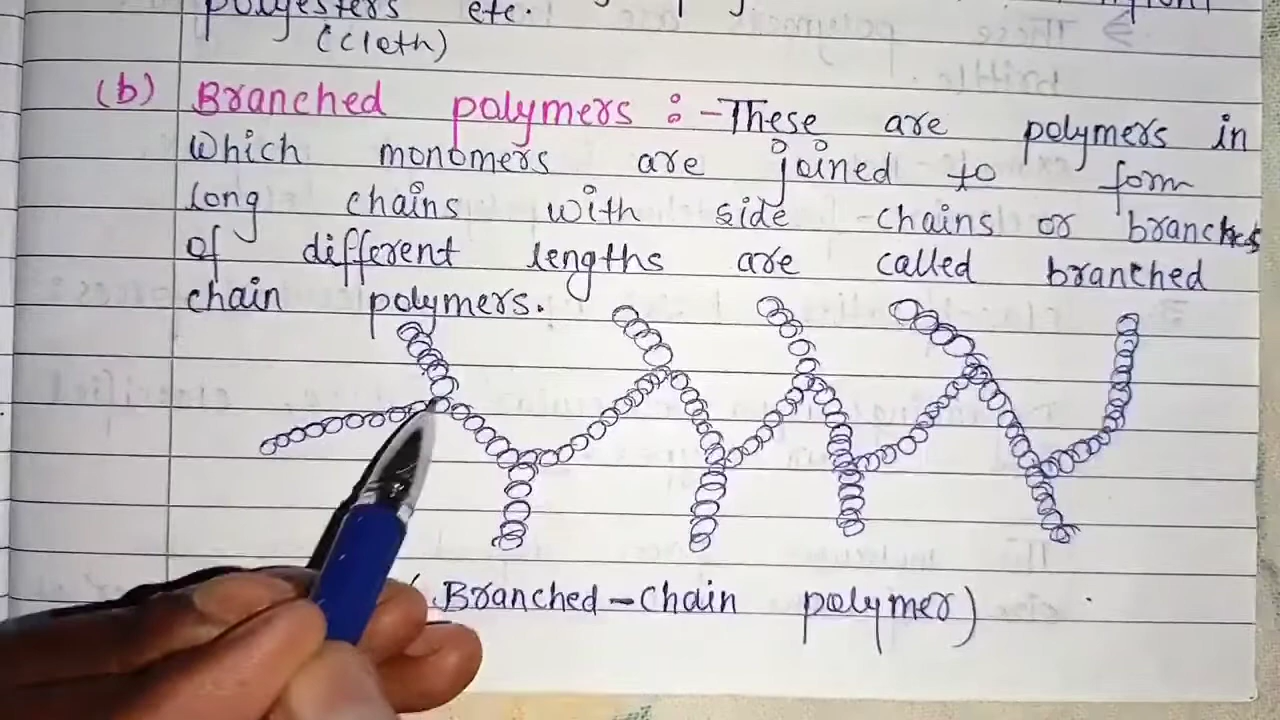 polyesters etc.
(cloth)
(b) Branched polymers :- These are polymers in
which monomers are joined to form
long chains with side chains or branches
of different lengths are called branched
chain polymers.
(Branched-Chain polymer)